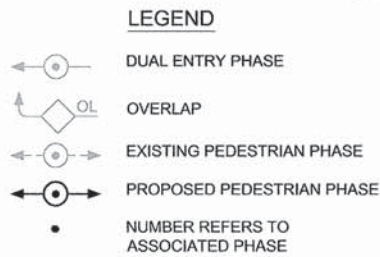 LEGEND
DUAL ENTRY PHASE
OL
OVERLAP
EXISTING PEDESTRIAN PHASE
PROPOSED PEDESTRIAN PHASE
NUMBER REFERS TO
ASSOCIATED PHASE